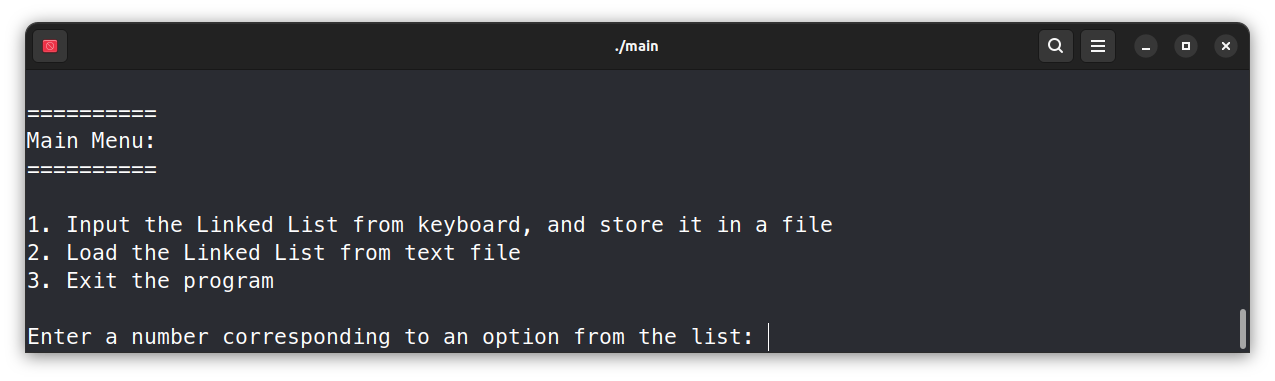 ./main
==========
Main Menu:
==========
1. Input the Linked List from keyboard, and store it in a file
2. Load the Linked List from text file
3. Exit the program
Enter a number corresponding to an option from the list: